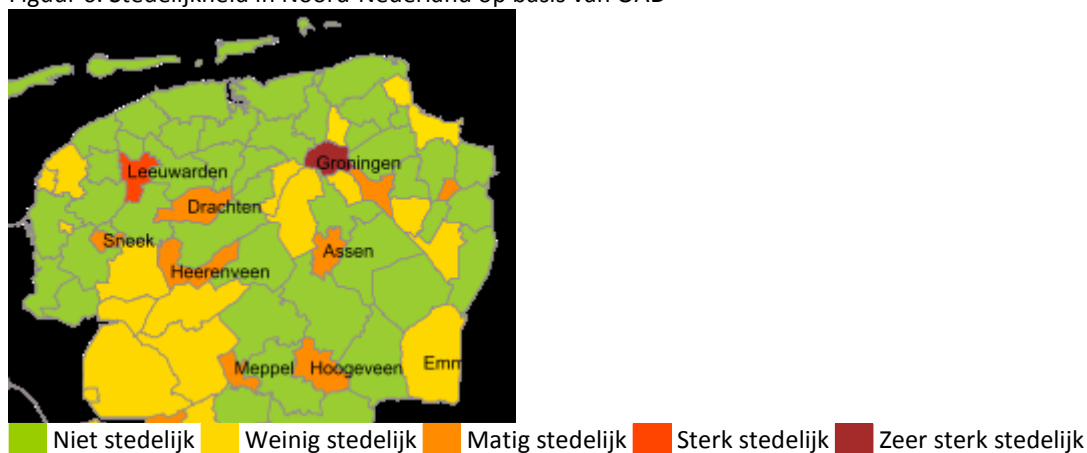 Leeuwarden
Groningen
Drachten
Sneek
Assen
Heerenveen
Meppel
Hoogeveen
Emm
Niet stedelijk
Weinig stedelijk
Matig stedelijk
Sterk stedelijk
Zeer sterk stedelijk